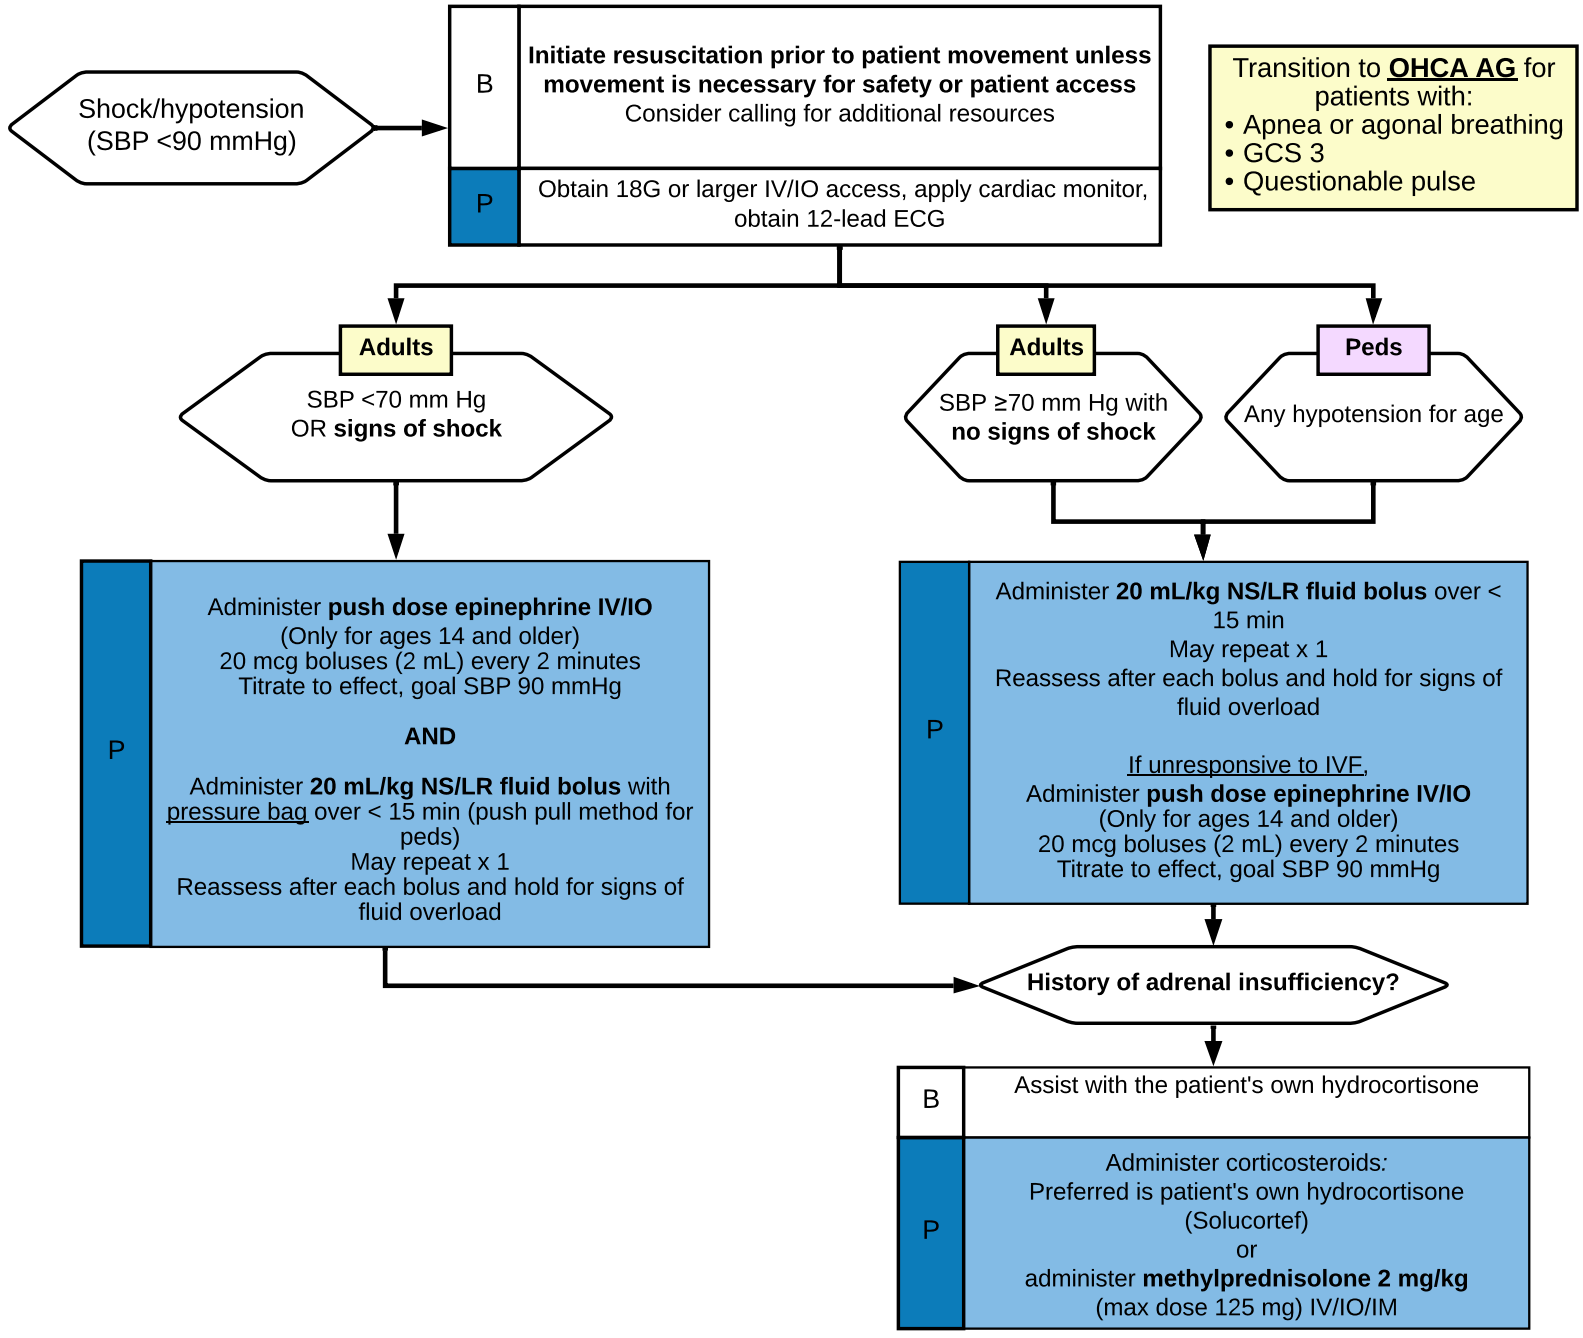 Shock/hypotension
(SBP <90 mmHg)
B
Initiate resuscitation prior to patient movement unless
movement is necessary for safety or patient access
Consider calling for additional resources
P
Obtain 18G or larger IV/IO access, apply cardiac monitor,
obtain 12-lead ECG
Transition to OHCA AG for
patients with:
• Apnea or agonal breathing
• GCS 3
• Questionable pulse
Adults
SBP <70 mm Hg
OR signs of shock
Adults
SBP ≥70 mm Hg with
no signs of shock
Peds
Any hypotension for age
P
Administer push dose epinephrine IV/IO
(Only for ages 14 and older)
20 mcg boluses (2 mL) every 2 minutes
Titrate to effect, goal SBP 90 mmHg
AND
Administer 20 mL/kg NS/LR fluid bolus with
pressure bag over < 15 min (push pull method for
peds)
May repeat x 1
Reassess after each bolus and hold for signs of
fluid overload
P
Administer 20 mL/kg NS/LR fluid bolus over <
15 min
May repeat x 1
Reassess after each bolus and hold for signs of
fluid overload
If unresponsive to IVF,
Administer push dose epinephrine IV/IO
(Only for ages 14 and older)
20 mcg boluses (2 mL) every 2 minutes
Titrate to effect, goal SBP 90 mmHg
History of adrenal insufficiency?
B
Assist with the patient's own hydrocortisone
P
Administer corticosteroids:
Preferred is patient's own hydrocortisone
(Solucortef)
or
administer methylprednisolone 2 mg/kg
(max dose 125 mg) IV/IO/IM